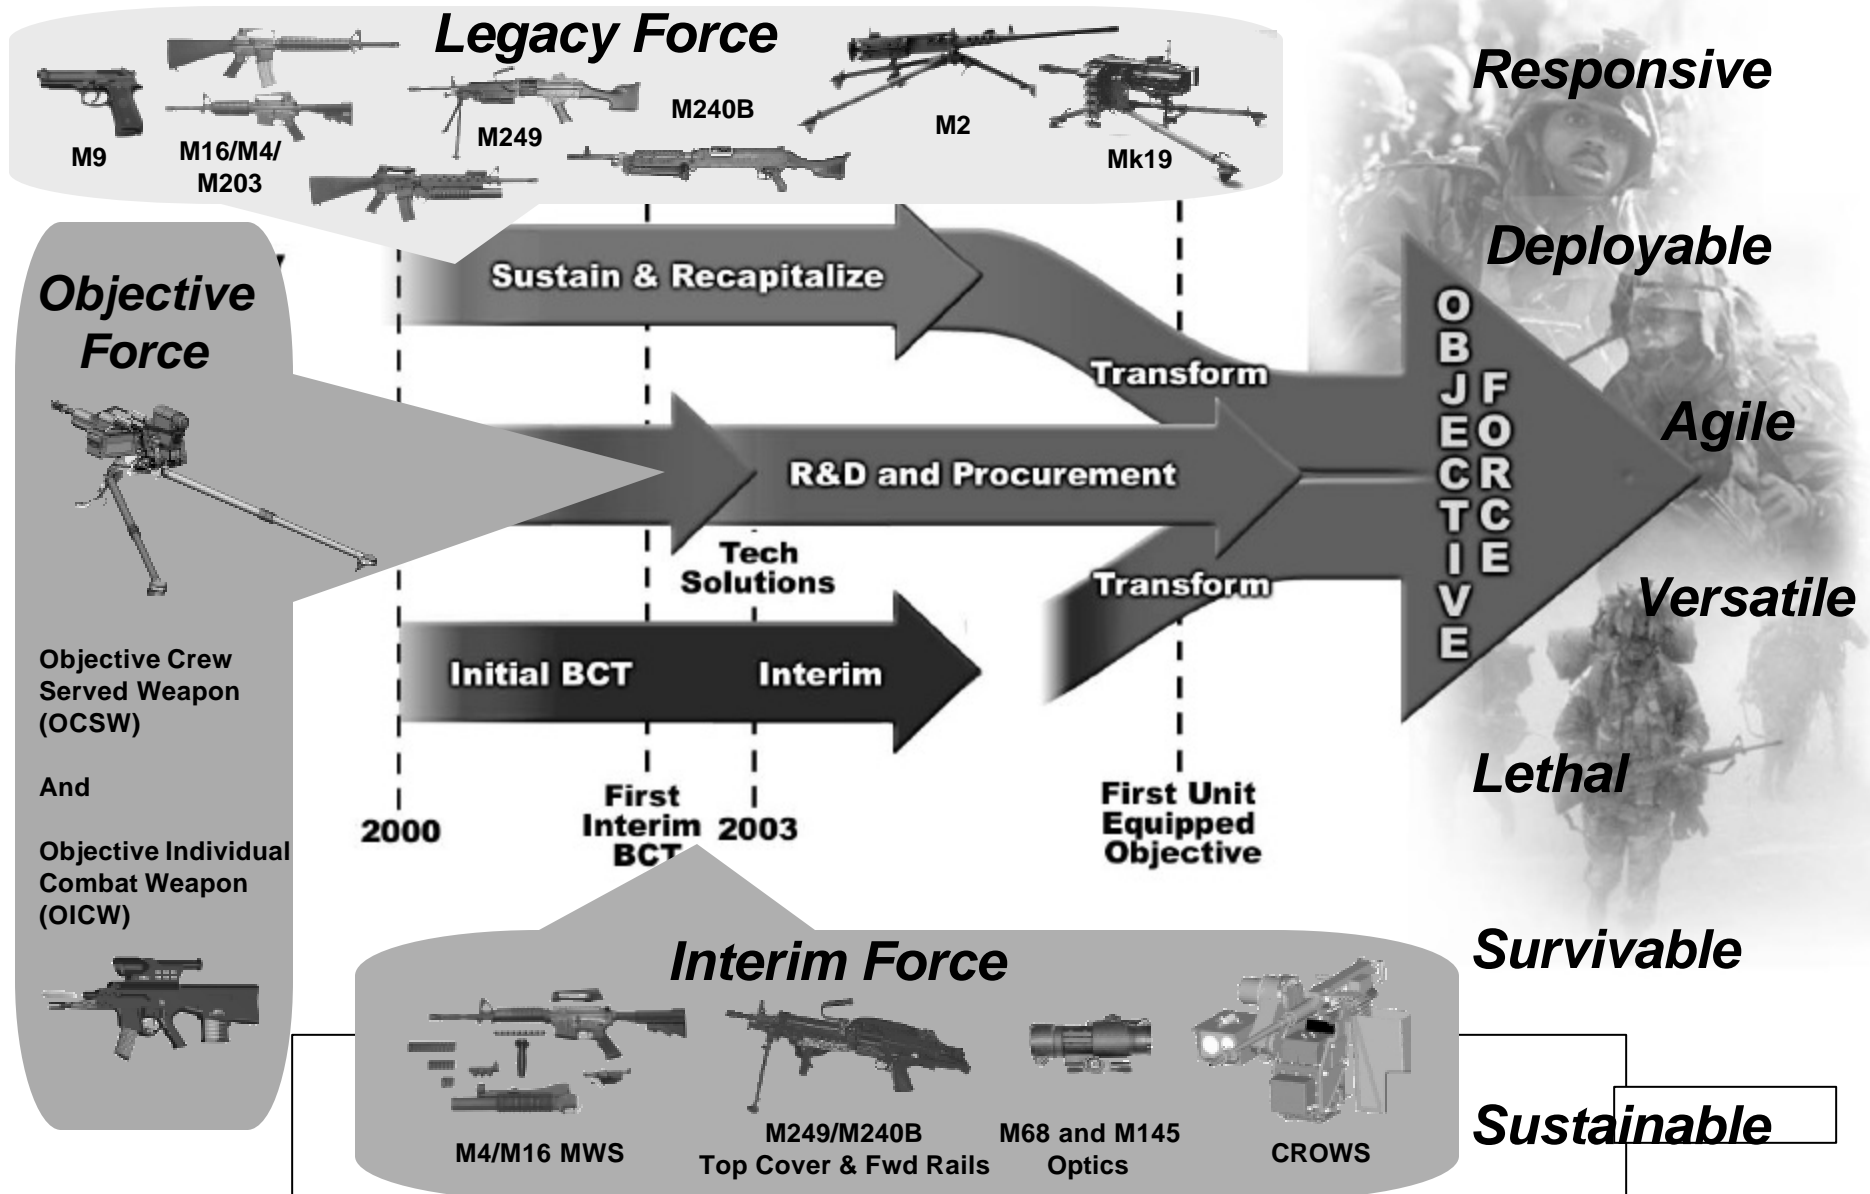 Legacy Force
M9
M16/M4/
M203
M249
M240B
M2
Mk19
Responsive
Deployable
Agile
Versatile
Lethal
Survivable
Sustainable
Objective
Force
Objective Crew
Served Weapon
(OCSW)
And
Objective Individual
Combat Weapon
(OICW)
Sustain & Recapitalize
Transform
R&D and Procurement
Tech
Solutions
Transform
Initial BCT
Interim
OBJECTIVE
FORCE
2000
First
Interim
BCT
2003
First Unit
Equipped
Objective
Interim Force
M4/M16 MWS
M249/M240B
Top Cover & Fwd Rails
M68 and M145
Optics
CROWS